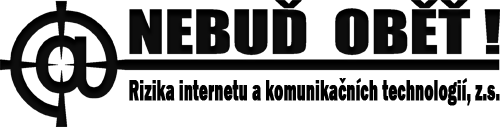 @ NEBUĎ OBĚŤ !
Rizika internetu a komunikačních technologií, z.s.